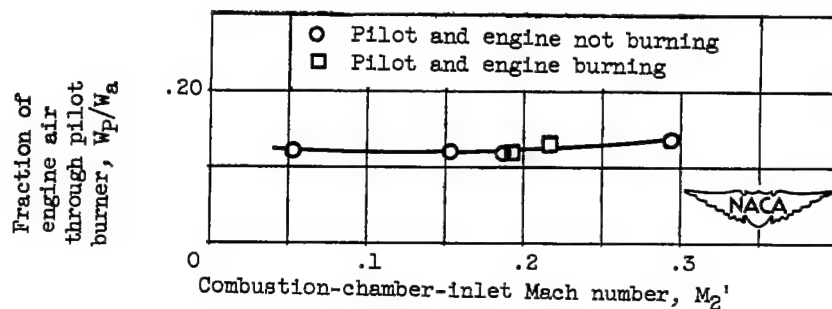 O Pilot and engine not burning
□ Pilot and engine burning
Fraction of
engine air
through pilot
burner, Wp/Wa
.20
0
NACA
0 .1 .2 .3
Combustion-chamber-inlet Mach number, M₂'